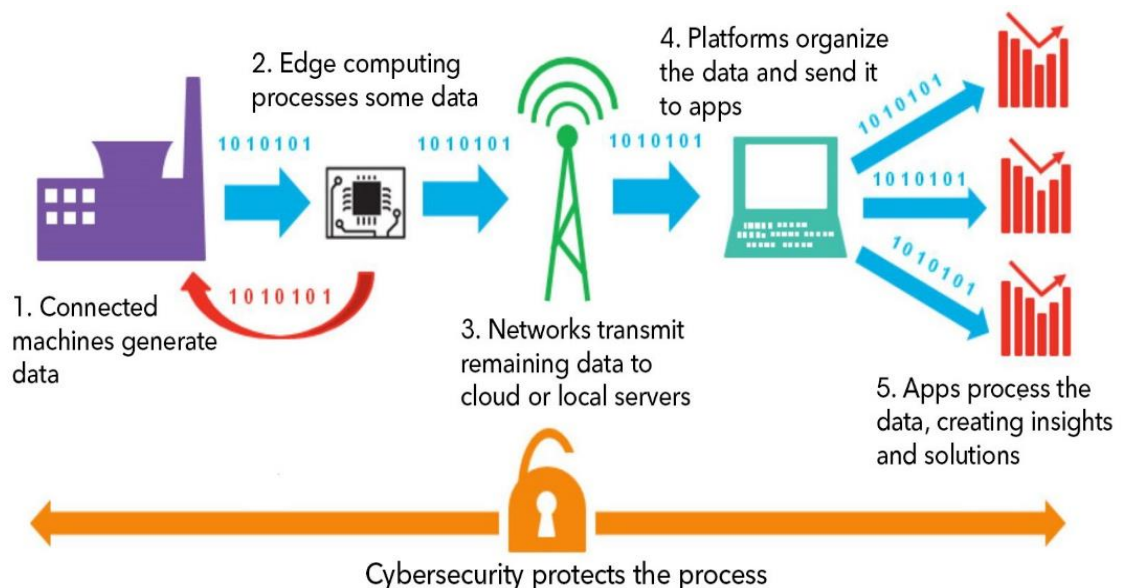 2. Edge computing
processes some data
4. Platforms organize
the data and send it
to apps
1010101
1010101
1010101
1010101
1010101
1010101
1010101
1. Connected
machines generate
data
3. Networks transmit
remaining data to
cloud or local servers
5. Apps process the
data, creating insights
and solutions
Cybersecurity protects the process